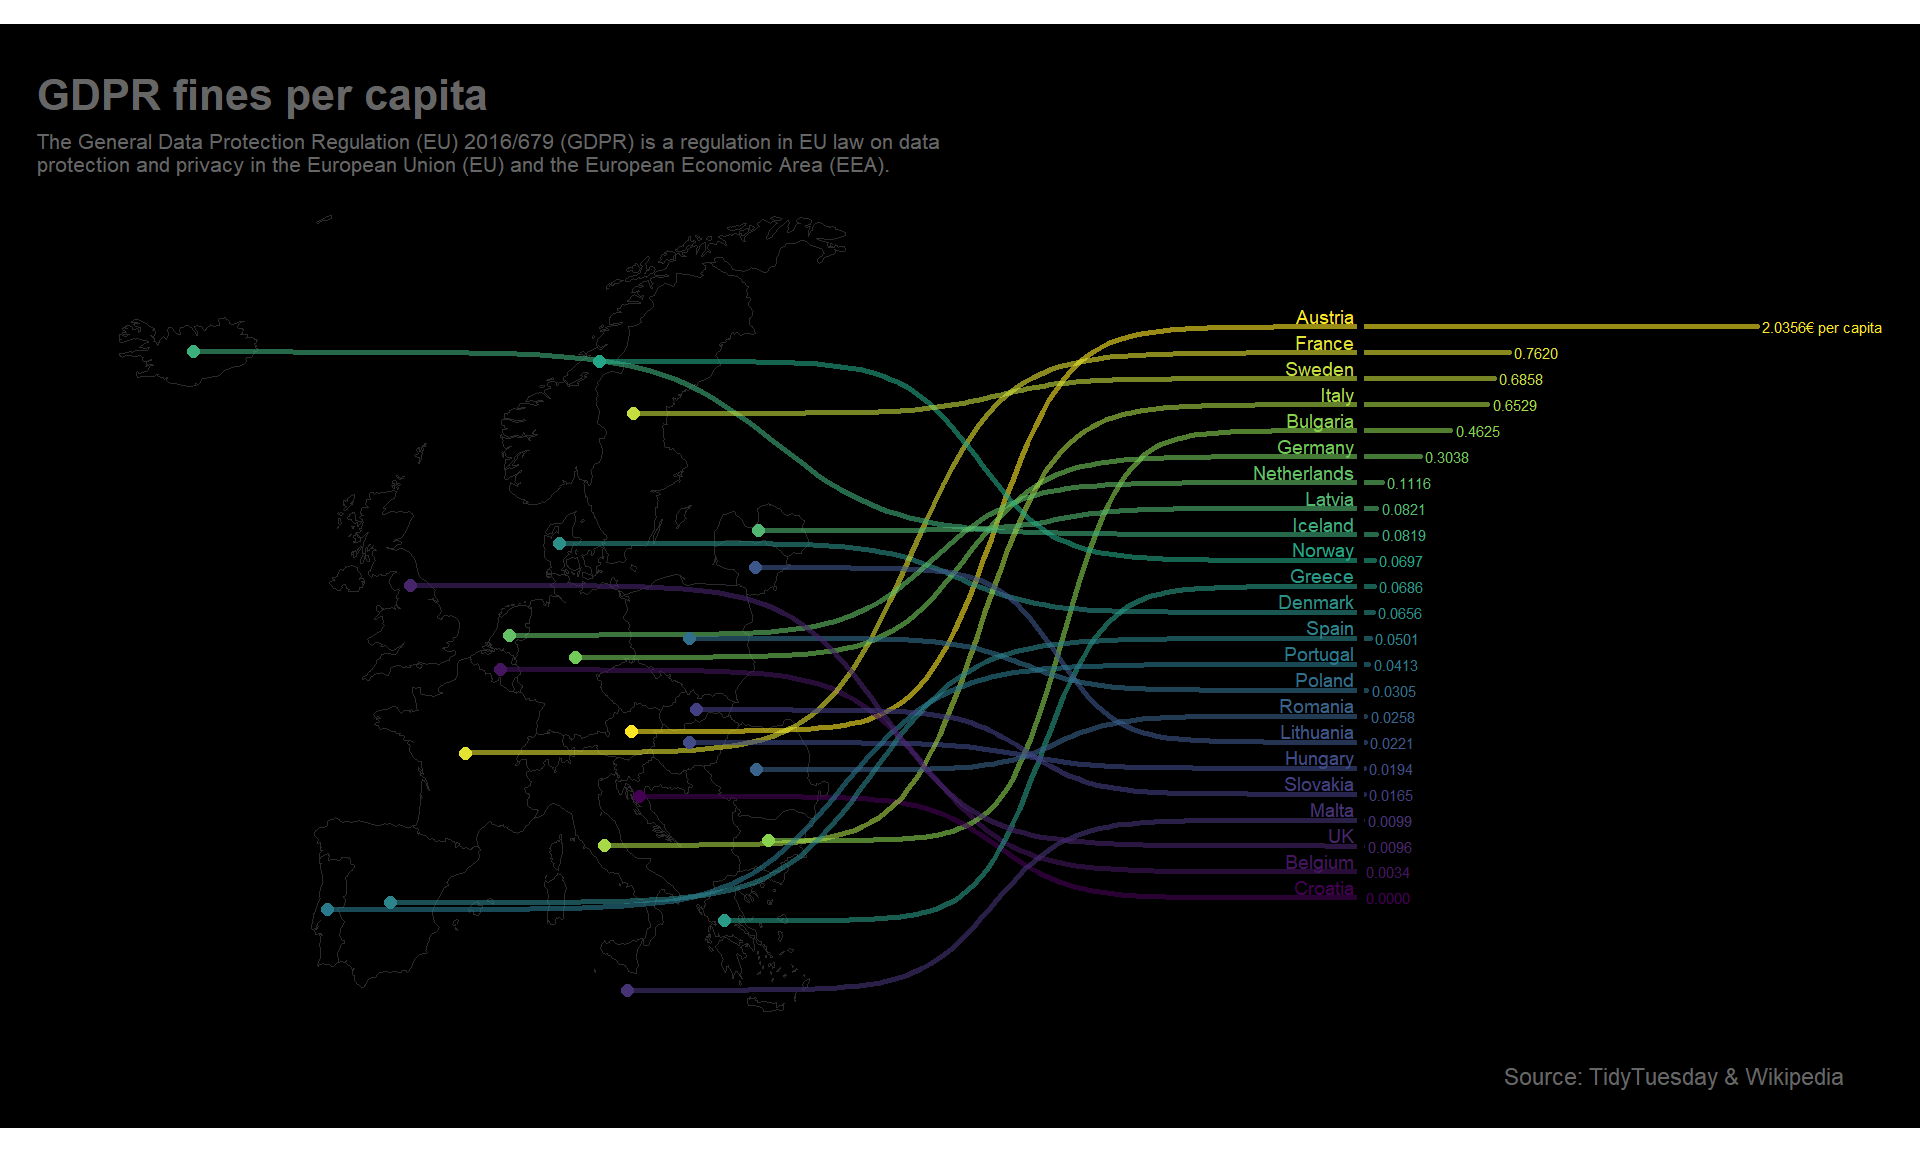 GDPR fines per capita
The General Data Protection Regulation (EU) 2016/679 (GDPR) is a regulation in EU law on data
protection and privacy in the European Union (EU) and the European Economic Area (EEA).
Austria 2.0356€ per capita
France 0.7620
Sweden 0.6858
Italy 0.6529
Bulgaria 0.4625
Germany 0.3038
Netherlands 0.1116
Latvia 0.0821
Iceland 0.0819
Norway 0.0697
Greece 0.0686
Denmark 0.0656
Spain 0.0501
Portugal 0.0413
Poland 0.0305
Romania 0.0258
Lithuania 0.0221
Hungary 0.0194
Slovakia 0.0165
Malta 0.0099
UK 0.0096
Belgium 0.0034
Croatia 0.0000
Source: TidyTuesday & Wikipedia